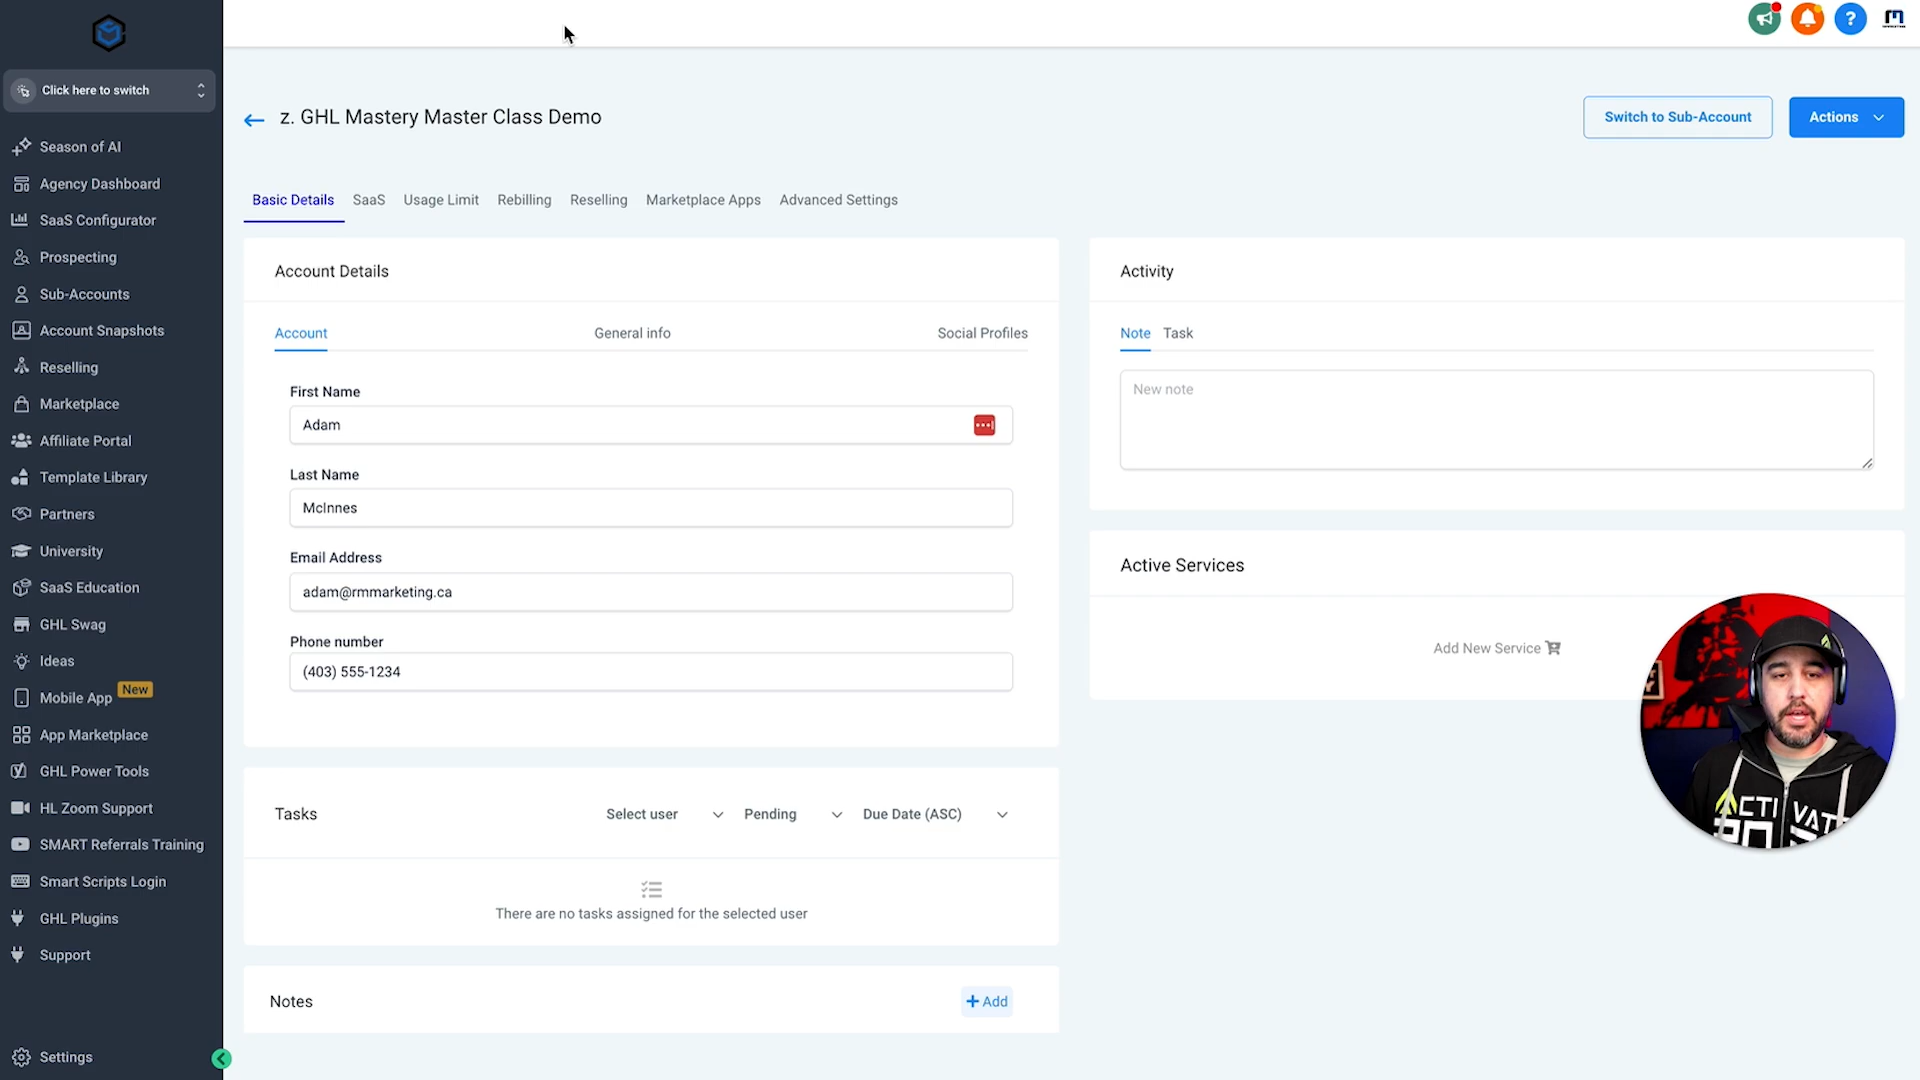 Click here to switch
Season of AI
Agency Dashboard
SaaS Configurator
Prospecting
Sub-Accounts
Account Snapshots
Reselling
Marketplace
Affiliate Portal
Template Library
Partners
University
SaaS Education
GHL Swag
Ideas
Mobile App New
App Marketplace
GHL Power Tools
HL Zoom Support
SMART Referrals Training
Smart Scripts Login
GHL Plugins
Support
Settings
z. GHL Mastery Master Class Demo
Switch to Sub-Account
Actions
Basic Details SaaS Usage Limit Rebilling Reselling Marketplace Apps Advanced Settings
Account Details
Account General info Social Profiles
First Name
Adam
Last Name
McInnes
Email Address
adam@rmmarketing.ca
Phone number
(403) 555-1234
Tasks Select user Pending Due Date (ASC)
There are no tasks assigned for the selected user
Notes + Add
Activity
Note Task
New note
Active Services
Add New Service